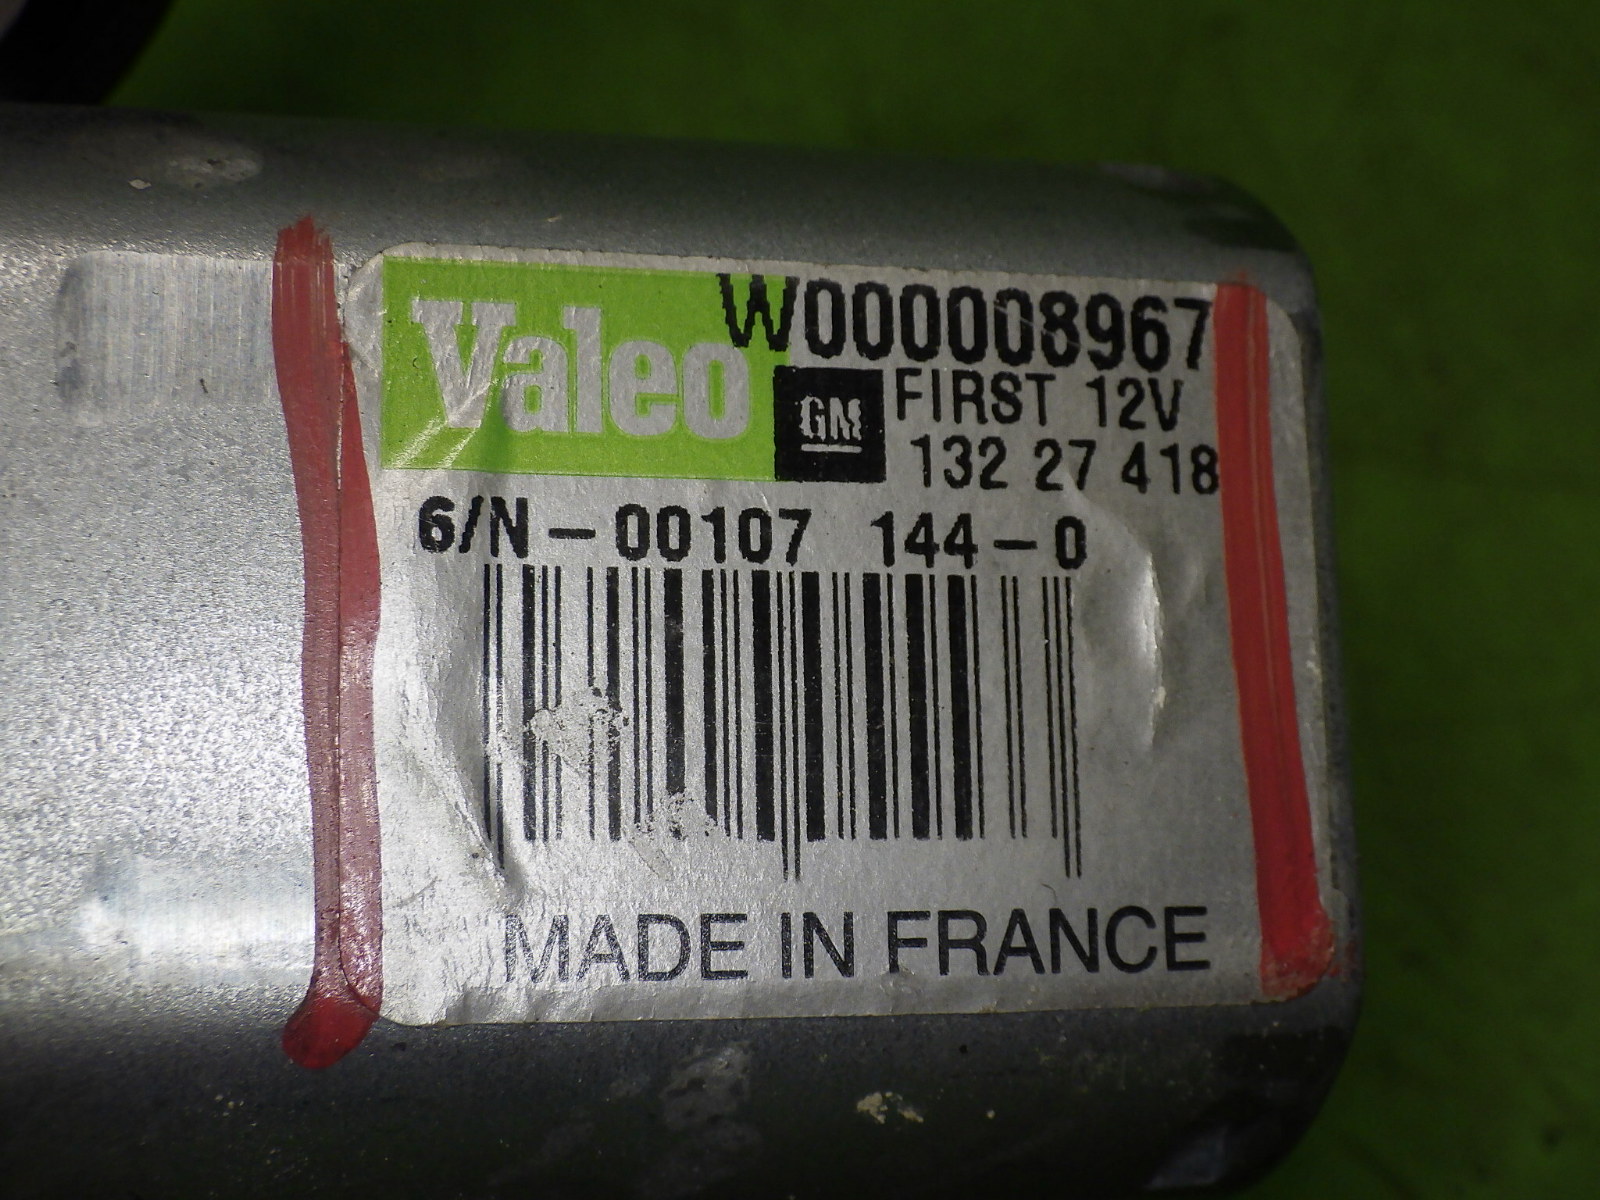 Valeo W000008967
GM FIRST 12V
132 27 418
6/N-00107 144-0
MADE IN FRANCE